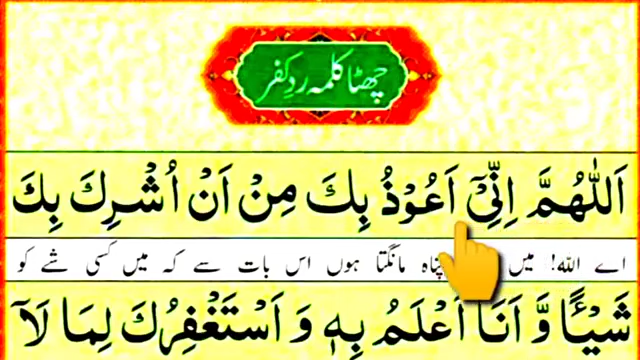 چھٹا کلمہ ردِ کفر
اَللّٰهُمَّ اِنِّیْۤ اَعُوْذُ بِكَ مِنْ اَنْ اُشْرِكَ بِكَ
اے اللہ! میں پناہ مانگتا ہوں اس بات سے کہ میں کسی شے کو
شَیْـًٔا وَّ اَنَا اَعْلَمُ بِهٖ وَ اَسْتَغْفِرُكَ لِمَا لَاۤ